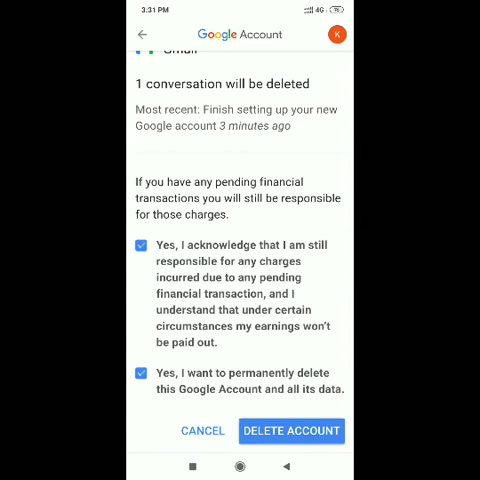 3:31 PM
4G
Google Account
K
Gmail
1 conversation will be deleted
Most recent: Finish setting up your new
Google account 3 minutes ago
If you have any pending financial
transactions you will still be responsible
for those charges.
Yes, I acknowledge that I am still
responsible for any charges
incurred due to any pending
financial transaction, and I
understand that under certain
circumstances my earnings won't
be paid out.
Yes, I want to permanently delete
this Google Account and all its data.
CANCEL
DELETE ACCOUNT